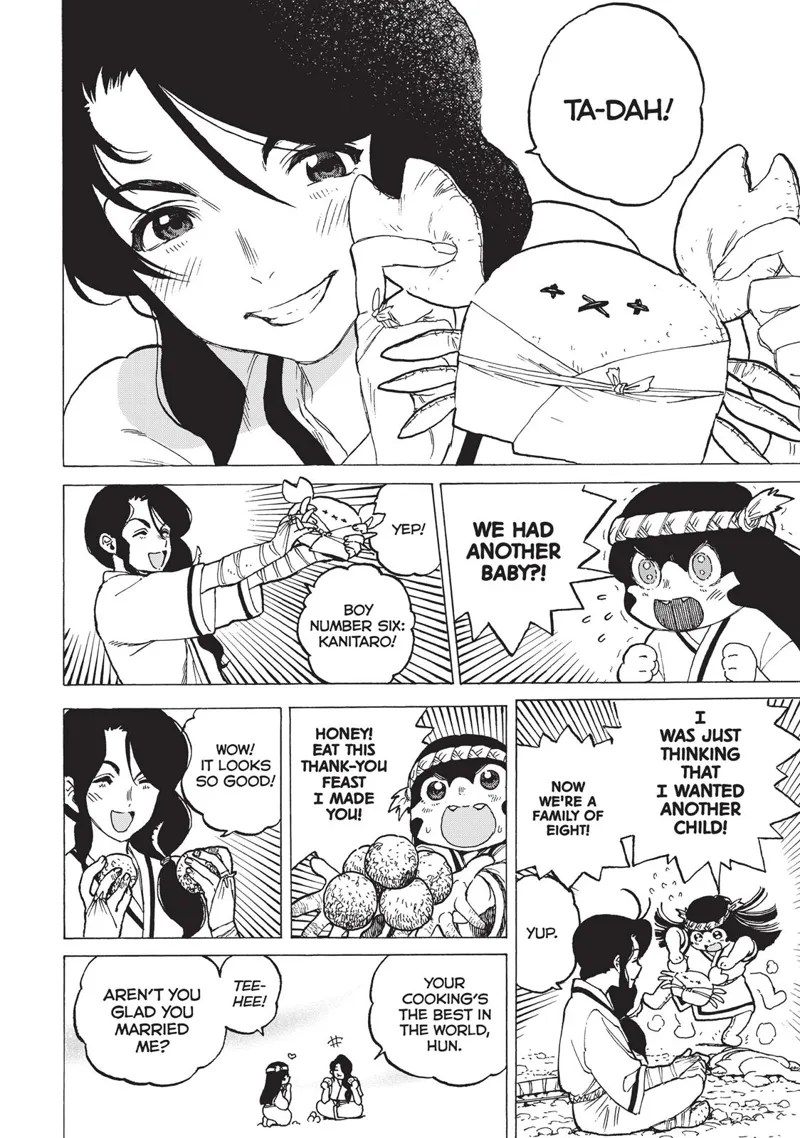 TA-DAH!
WE HAD
ANOTHER
BABY?!
YEP!
BOY
NUMBER SIX:
KANITARO!
I
WAS JUST
THINKING
THAT
I WANTED
ANOTHER
CHILD!
NOW
WE'RE A
FAMILY OF
EIGHT!
YUP.
HONEY!
EAT THIS
THANK-YOU
FEAST
I MADE
YOU!
WOW!
IT LOOKS
SO GOOD!
YOUR
COOKING'S
THE BEST IN
THE WORLD,
HUN.
TEE-
HEE!
AREN'T YOU
GLAD YOU
MARRIED
ME?